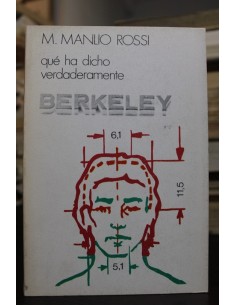 M. MANLIO ROSSI
qué ha dicho
verdaderamente
BERKELEY
6,1
11,5
5,1